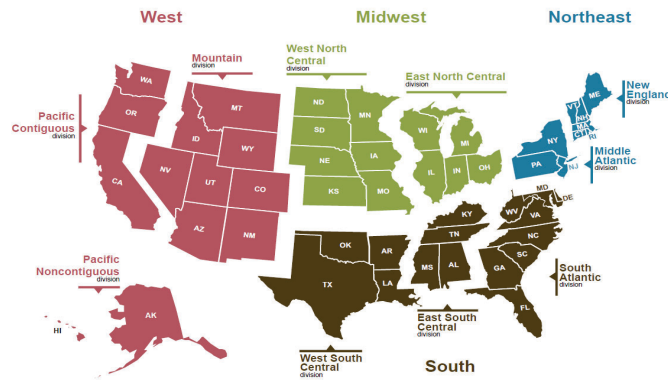 West
Midwest
Northeast
Mountain
division
West North
Central
division
East North Central
division
New
England
division
Pacific
Contiguous
division
Middle
Atlantic
division
WA
OR
CA
MT
ID
WY
NV
UT
CO
AZ
NM
ND
SD
NE
KS
MN
IA
MO
WI
MI
IL
IN
OH
ME
VT
NH
MA
CT
RI
NY
PA
NJ
MD
DE
WV
VA
KY
TN
NC
SC
GA
FL
MS
AL
OK
AR
TX
LA
Pacific
Noncontiguous
division
HI
AK
South
Atlantic
division
East South
Central
division
West South
Central
division
South